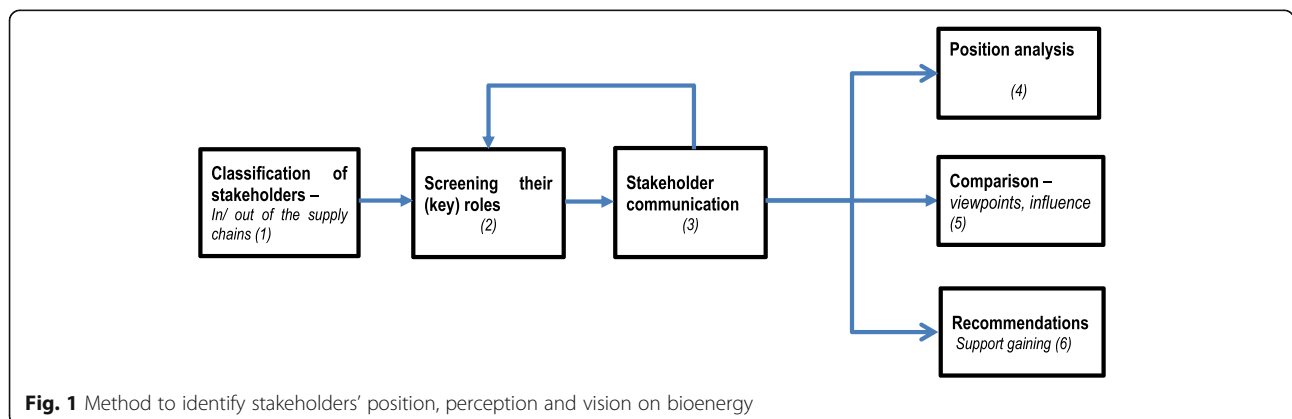 Classification of
stakeholders –
In/ out of the supply
chains (1)
Screening their
(key) roles
(2)
Stakeholder
communication
(3)
Position analysis
(4)
Comparison –
viewpoints, influence
(5)
Recommendations
Support gaining (6)
Fig. 1 Method to identify stakeholders’ position, perception and vision on bioenergy